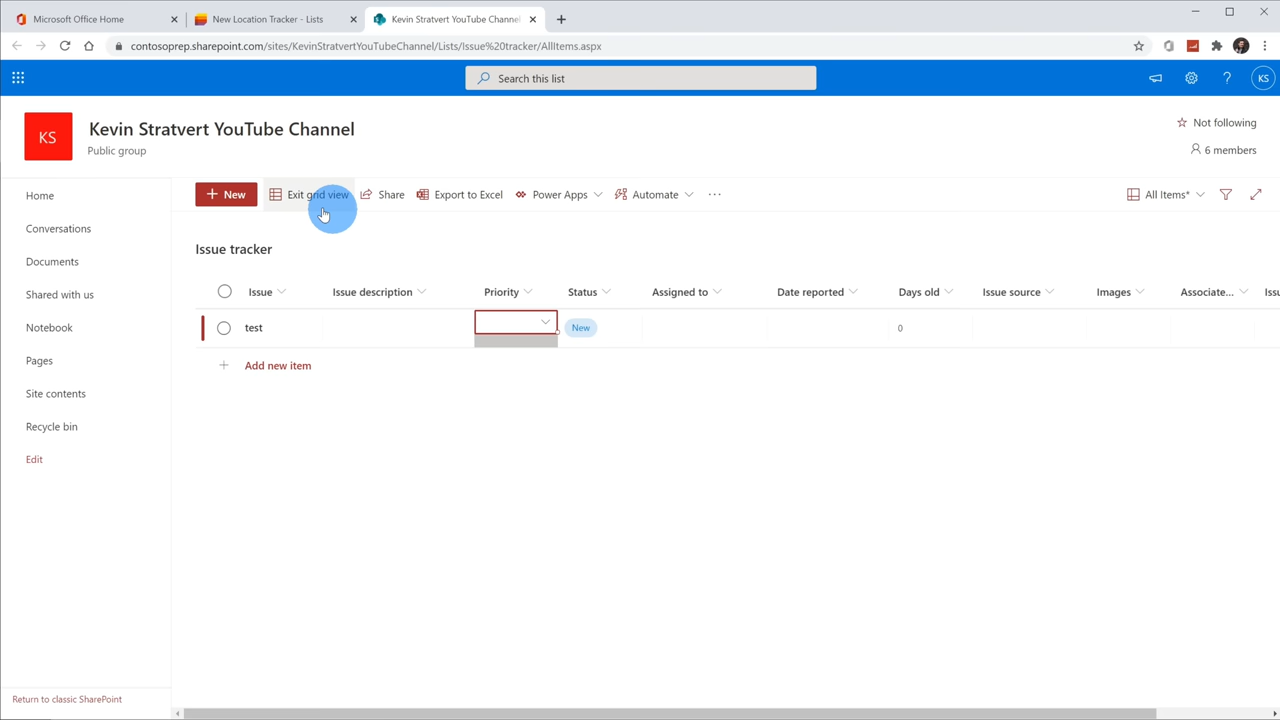 Microsoft Office Home
New Location Tracker - Lists
Kevin Stratvert YouTube Channel
contosoprep.sharepoint.com/sites/KevinStratvertYouTubeChannel/Lists/Issue%20tracker/AllItems.aspx
Search this list
KS
KS
Kevin Stratvert YouTube Channel
Public group
Not following
6 members
Home
Conversations
Documents
Shared with us
Notebook
Pages
Site contents
Recycle bin
Edit
Return to classic SharePoint
New
Exit grid view
Share
Export to Excel
Power Apps
Automate
All Items*
Issue tracker
Issue Issue description Priority Status Assigned to Date reported Days old Issue source Images Associate... Issu
test New 0
Add new item